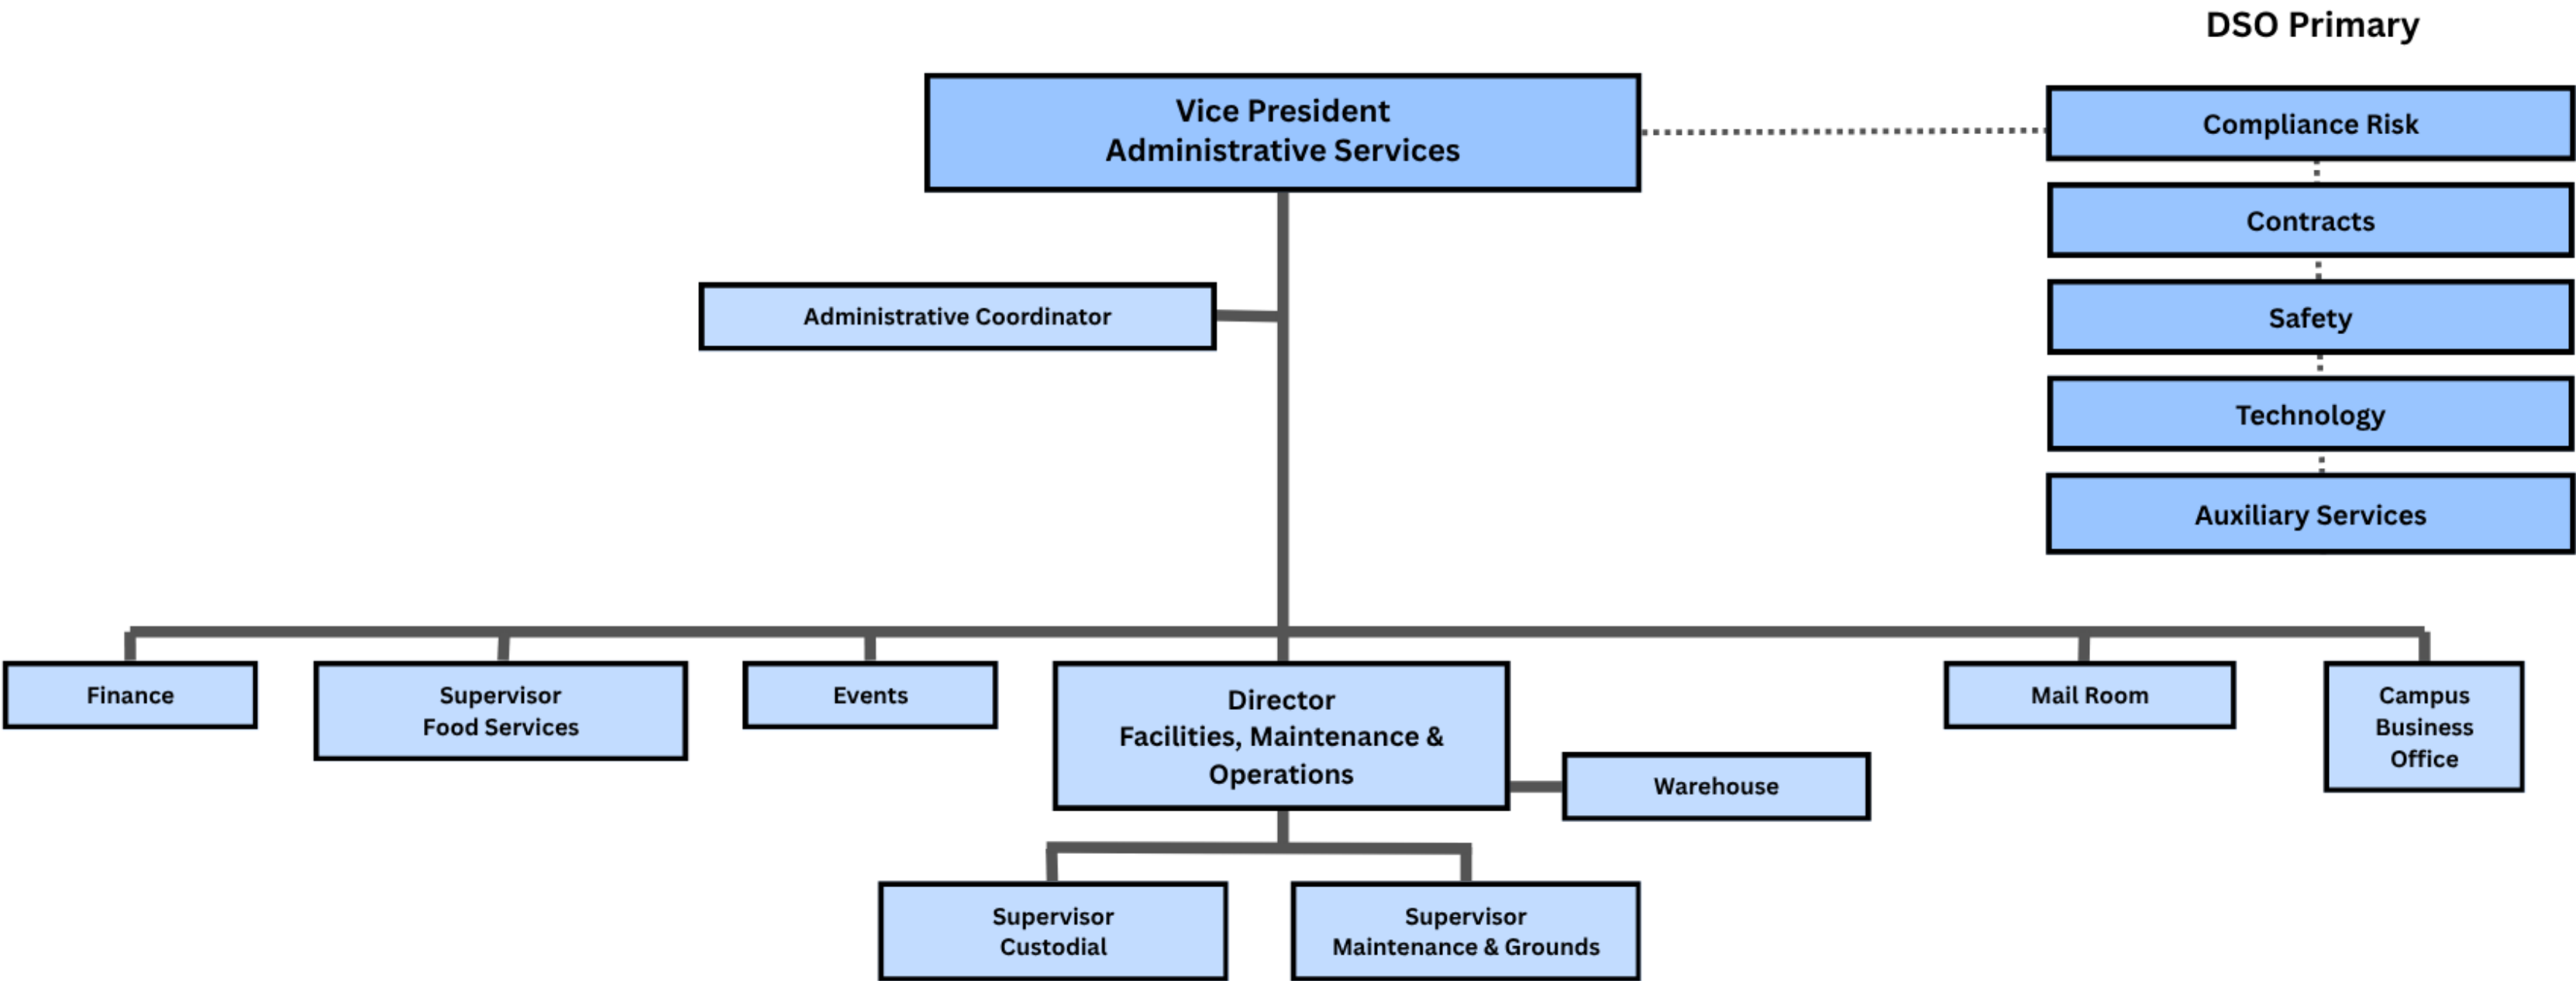 DSO Primary
Vice President
Administrative Services
Compliance Risk
Contracts
Administrative Coordinator
Safety
Technology
Auxiliary Services
Finance
Supervisor
Food Services
Events
Director
Facilities, Maintenance &
Operations
Warehouse
Mail Room
Campus
Business
Office
Supervisor
Custodial
Supervisor
Maintenance & Grounds